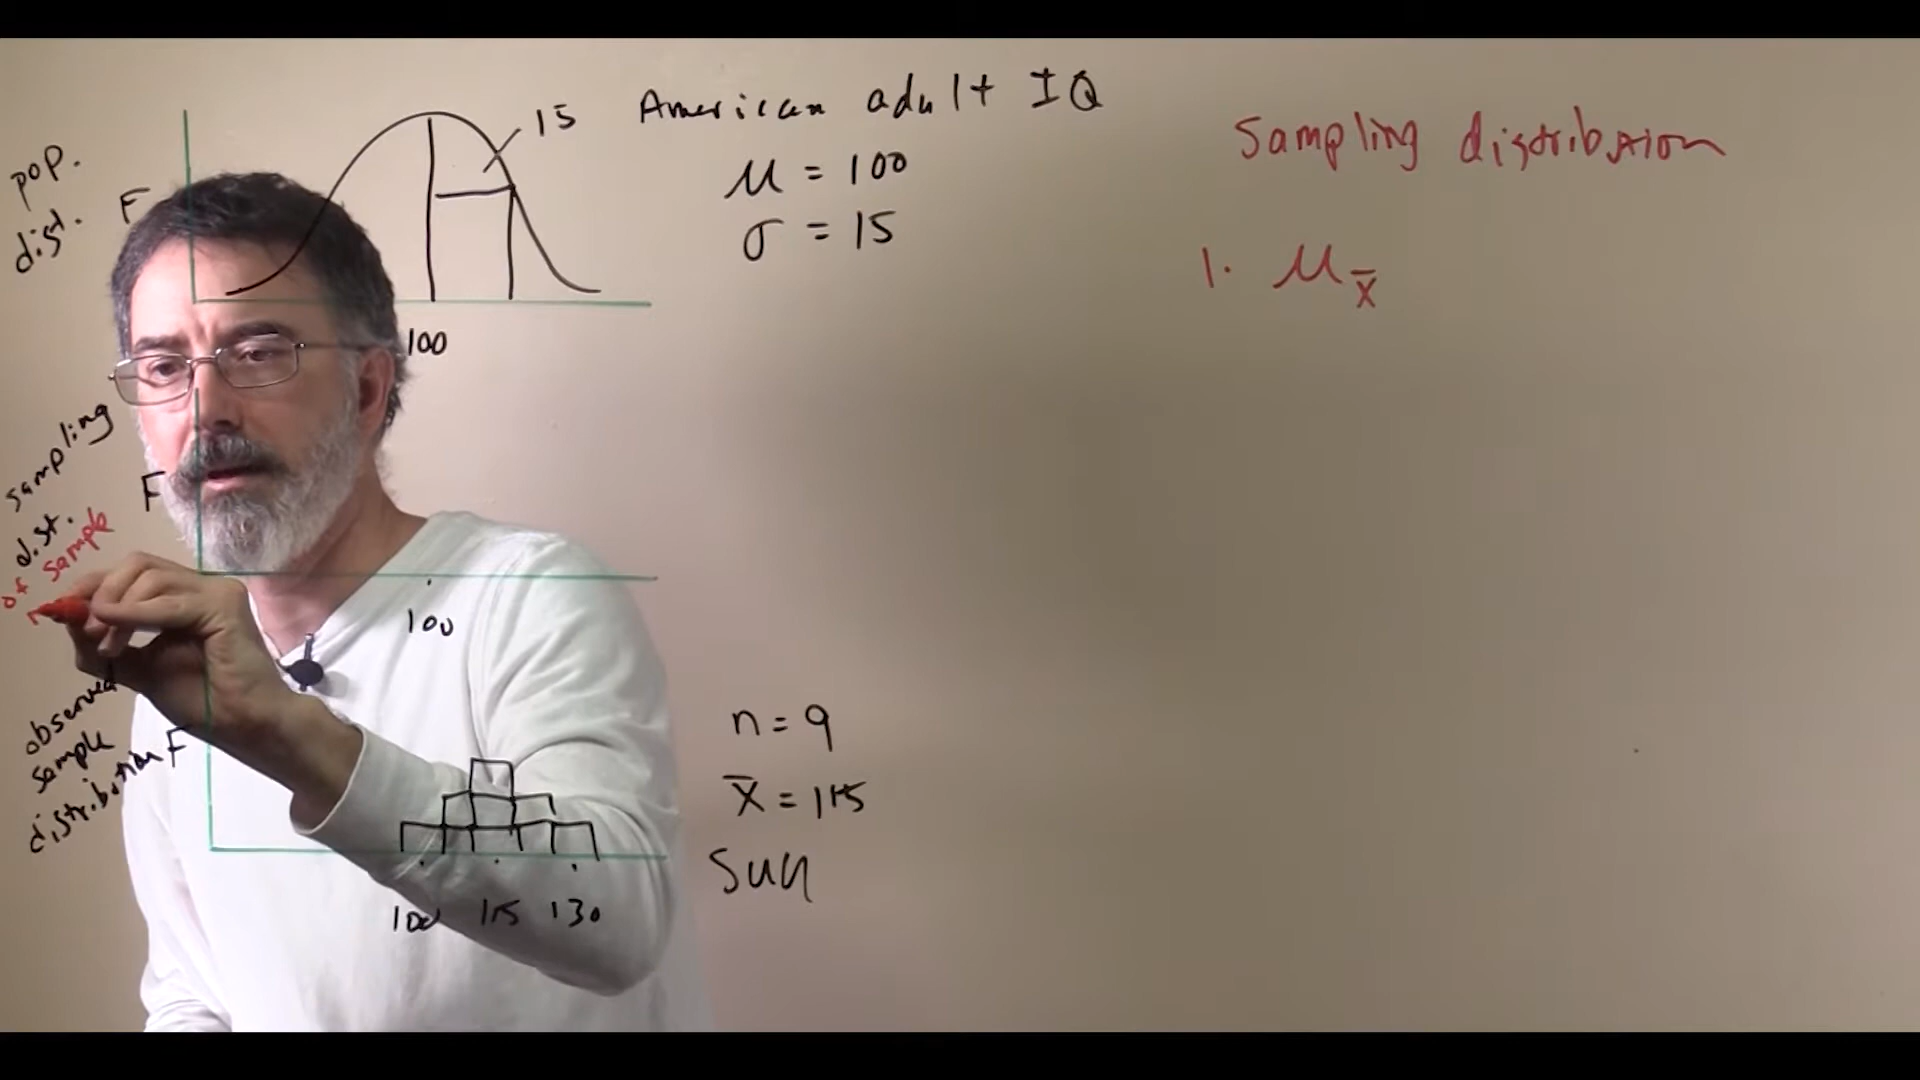 American adult IQ
μ = 100
σ = 15
15
pop.
dist.
F
100
Sampling distribution
1. μx̄
sampling
dist.
of sample
F
100
observed
sample
distribution F
100 115 130
n = 9
x̄ = 115